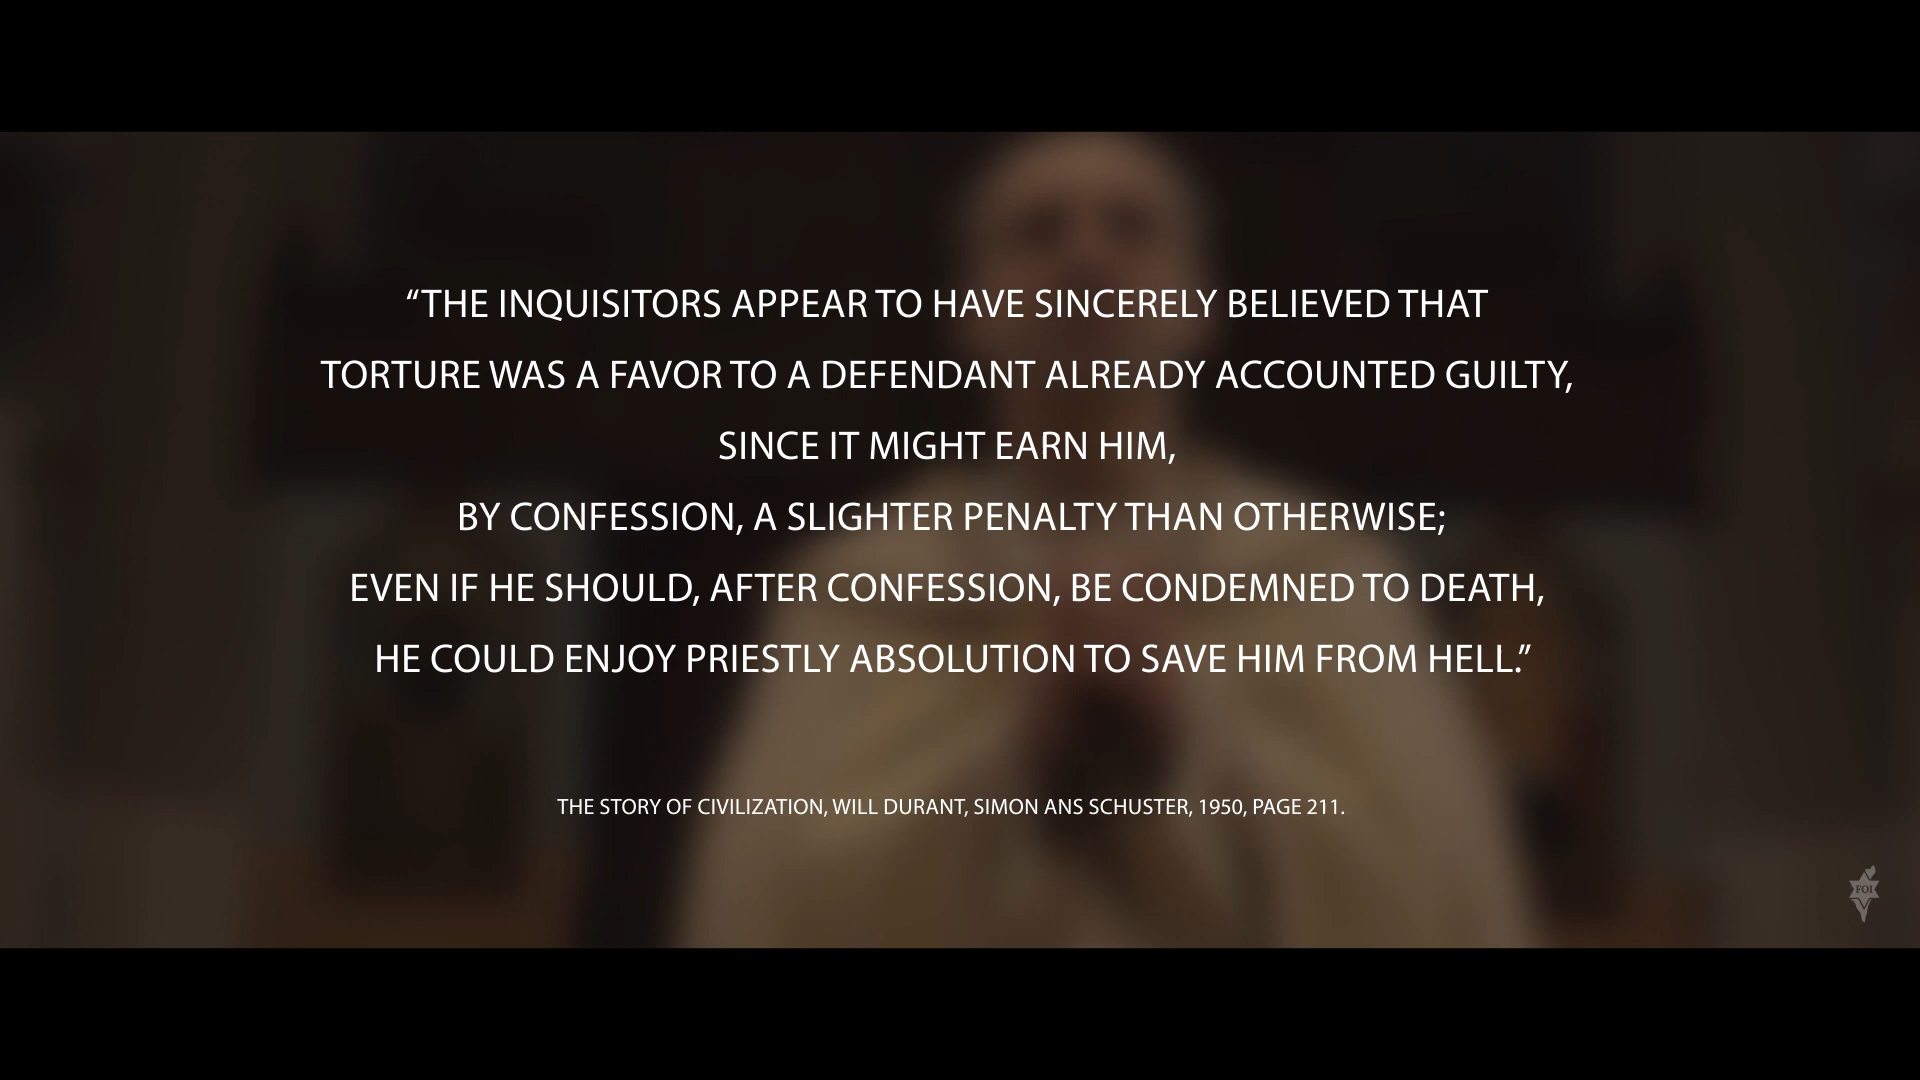 “THE INQUISITORS APPEAR TO HAVE SINCERELY BELIEVED THAT
TORTURE WAS A FAVOR TO A DEFENDANT ALREADY ACCOUNTED GUILTY,
SINCE IT MIGHT EARN HIM,
BY CONFESSION, A SLIGHTER PENALTY THAN OTHERWISE;
EVEN IF HE SHOULD, AFTER CONFESSION, BE CONDEMNED TO DEATH,
HE COULD ENJOY PRIESTLY ABSOLUTION TO SAVE HIM FROM HELL.”
THE STORY OF CIVILIZATION, WILL DURANT, SIMON ANS SCHUSTER, 1950, PAGE 211.
FOI